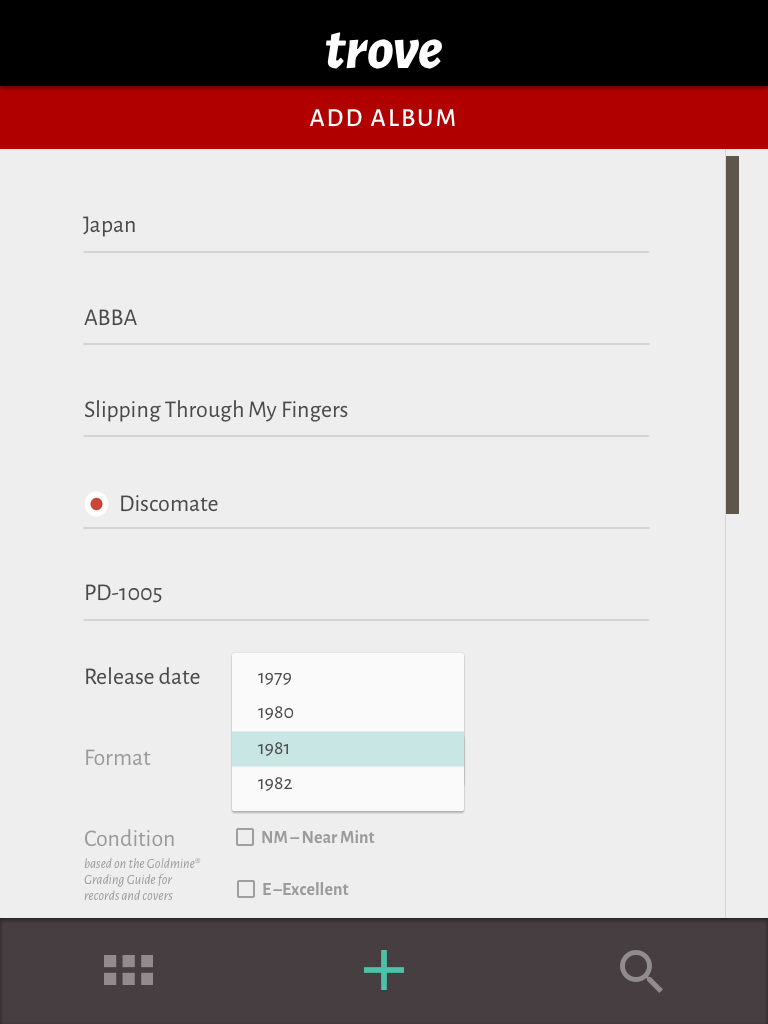 trove
ADD ALBUM
Japan
ABBA
Slipping Through My Fingers
Discomate
PD-1005
Release date
1979
1980
1981
1982
Format
Condition
based on the Goldmine®
Grading Guide for
records and covers
NM – Near Mint
E –Excellent